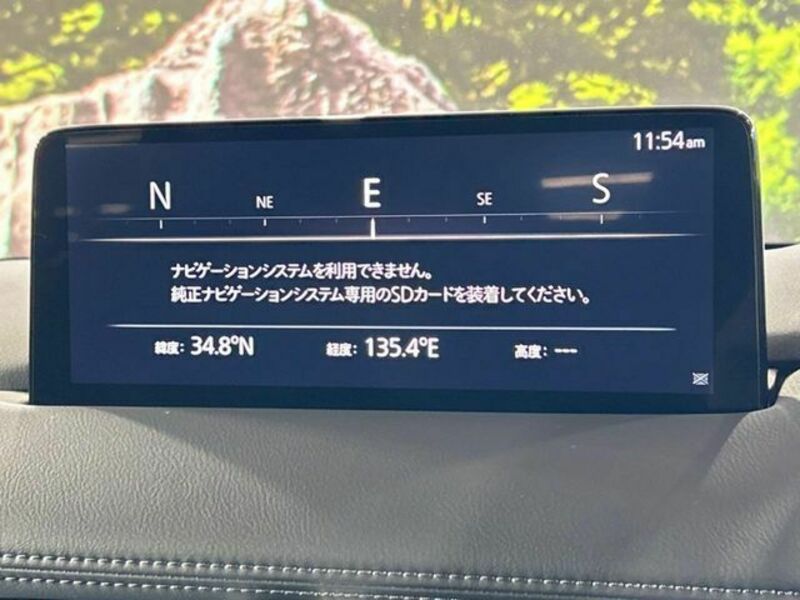 11:54am
N NE E SE S
ナビゲーションシステムを利用できません。
純正ナビゲーションシステム専用のSDカードを装着してください。
緯度: 34.8°N 経度: 135.4°E 高度: ---